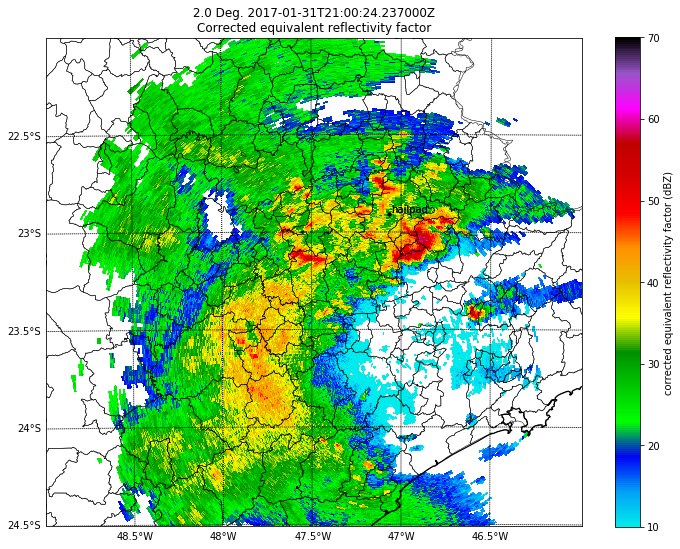 2.0 Deg. 2017-01-31T21:00:24.237000Z
Corrected equivalent reflectivity factor
70
60
50
40
30
20
10
corrected equivalent reflectivity factor (dBZ)
22.5°S
23°S
23.5°S
24°S
24.5°S
hailpad
48.5°W
48°W
47.5°W
47°W
46.5°W